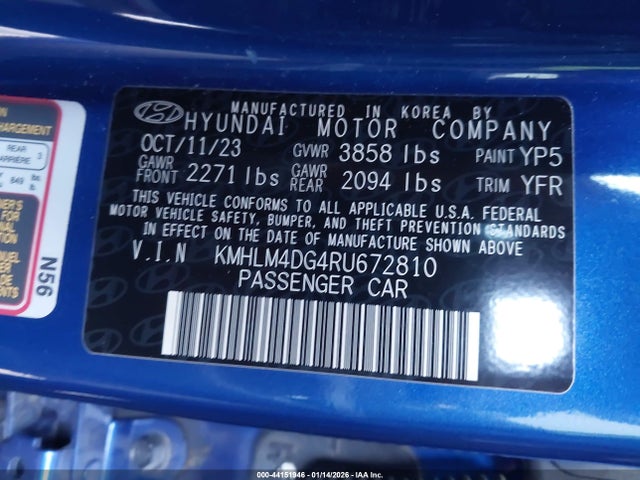 MANUFACTURED IN KOREA BY
HYUNDAI MOTOR COMPANY
OCT/11/23 GVWR 3858 lbs PAINT YP5
GAWR FRONT 2271 lbs GAWR REAR 2094 lbs TRIM YFR
THIS VEHICLE CONFORMS TO ALL APPLICABLE U.S.A. FEDERAL
MOTOR VEHICLE SAFETY, BUMPER, AND THEFT PREVENTION STANDARDS
IN EFFECT ON THE DATE OF MANUFACTURE SHOWN ABOVE.
V.I.N KMHLM4DG4RU672810
PASSENGER CAR
REAR 3
N56
000-44151946 - 01/14/2026 - IAA Inc.